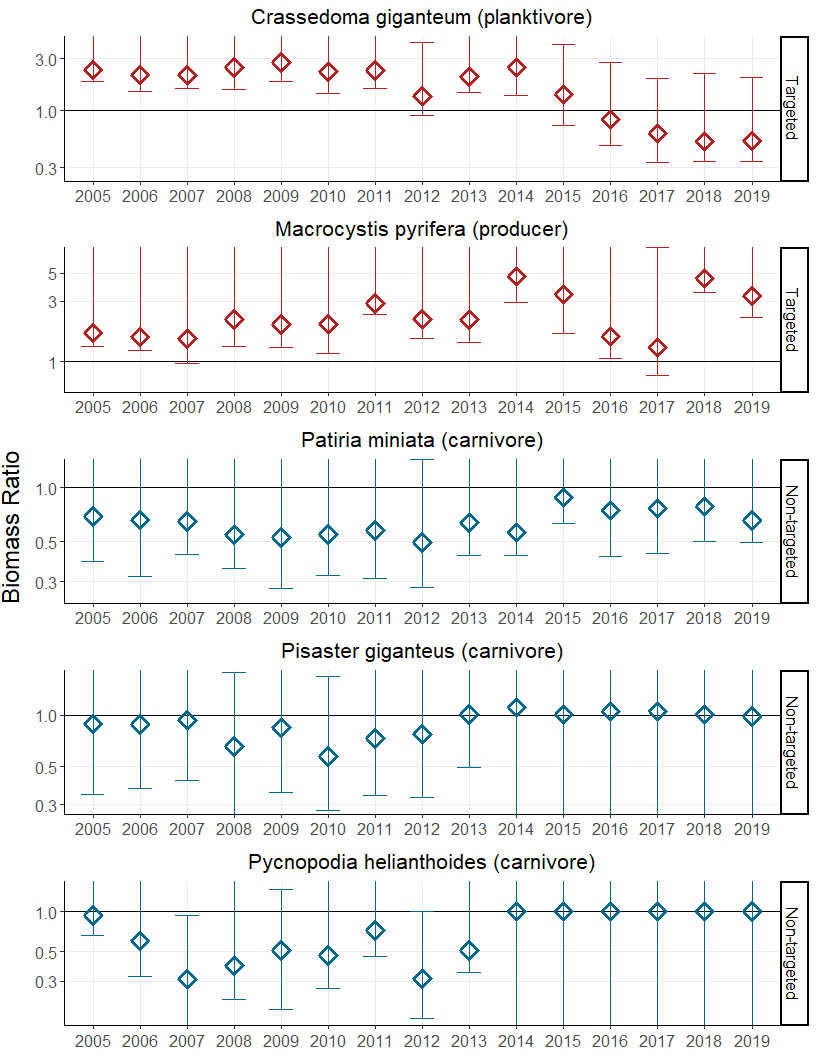 Crassedoma giganteum (planktivore)
3.0
1.0
0.3
Targeted
2005 2006 2007 2008 2009 2010 2011 2012 2013 2014 2015 2016 2017 2018 2019
Macrocystis pyrifera (producer)
5
3
1
Targeted
2005 2006 2007 2008 2009 2010 2011 2012 2013 2014 2015 2016 2017 2018 2019
Biomass Ratio
Patiria miniata (carnivore)
1.0
0.5
0.3
Non-targeted
2005 2006 2007 2008 2009 2010 2011 2012 2013 2014 2015 2016 2017 2018 2019
Pisaster giganteus (carnivore)
1.0
0.5
0.3
Non-targeted
2005 2006 2007 2008 2009 2010 2011 2012 2013 2014 2015 2016 2017 2018 2019
Pycnopodia helianthoides (carnivore)
1.0
0.5
0.3
Non-targeted
2005 2006 2007 2008 2009 2010 2011 2012 2013 2014 2015 2016 2017 2018 2019